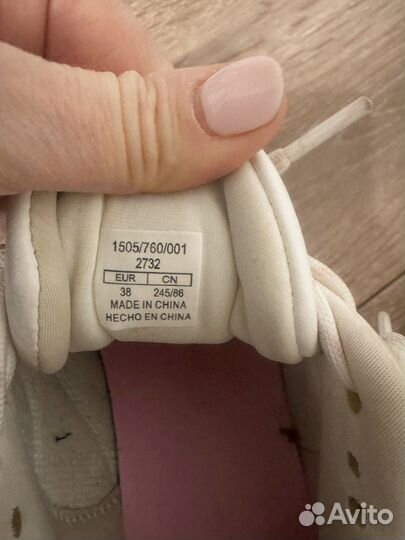 1505/760/001
2732
EUR CN
38 245/86
MADE IN CHINA
HECHO EN CHINA
Avito